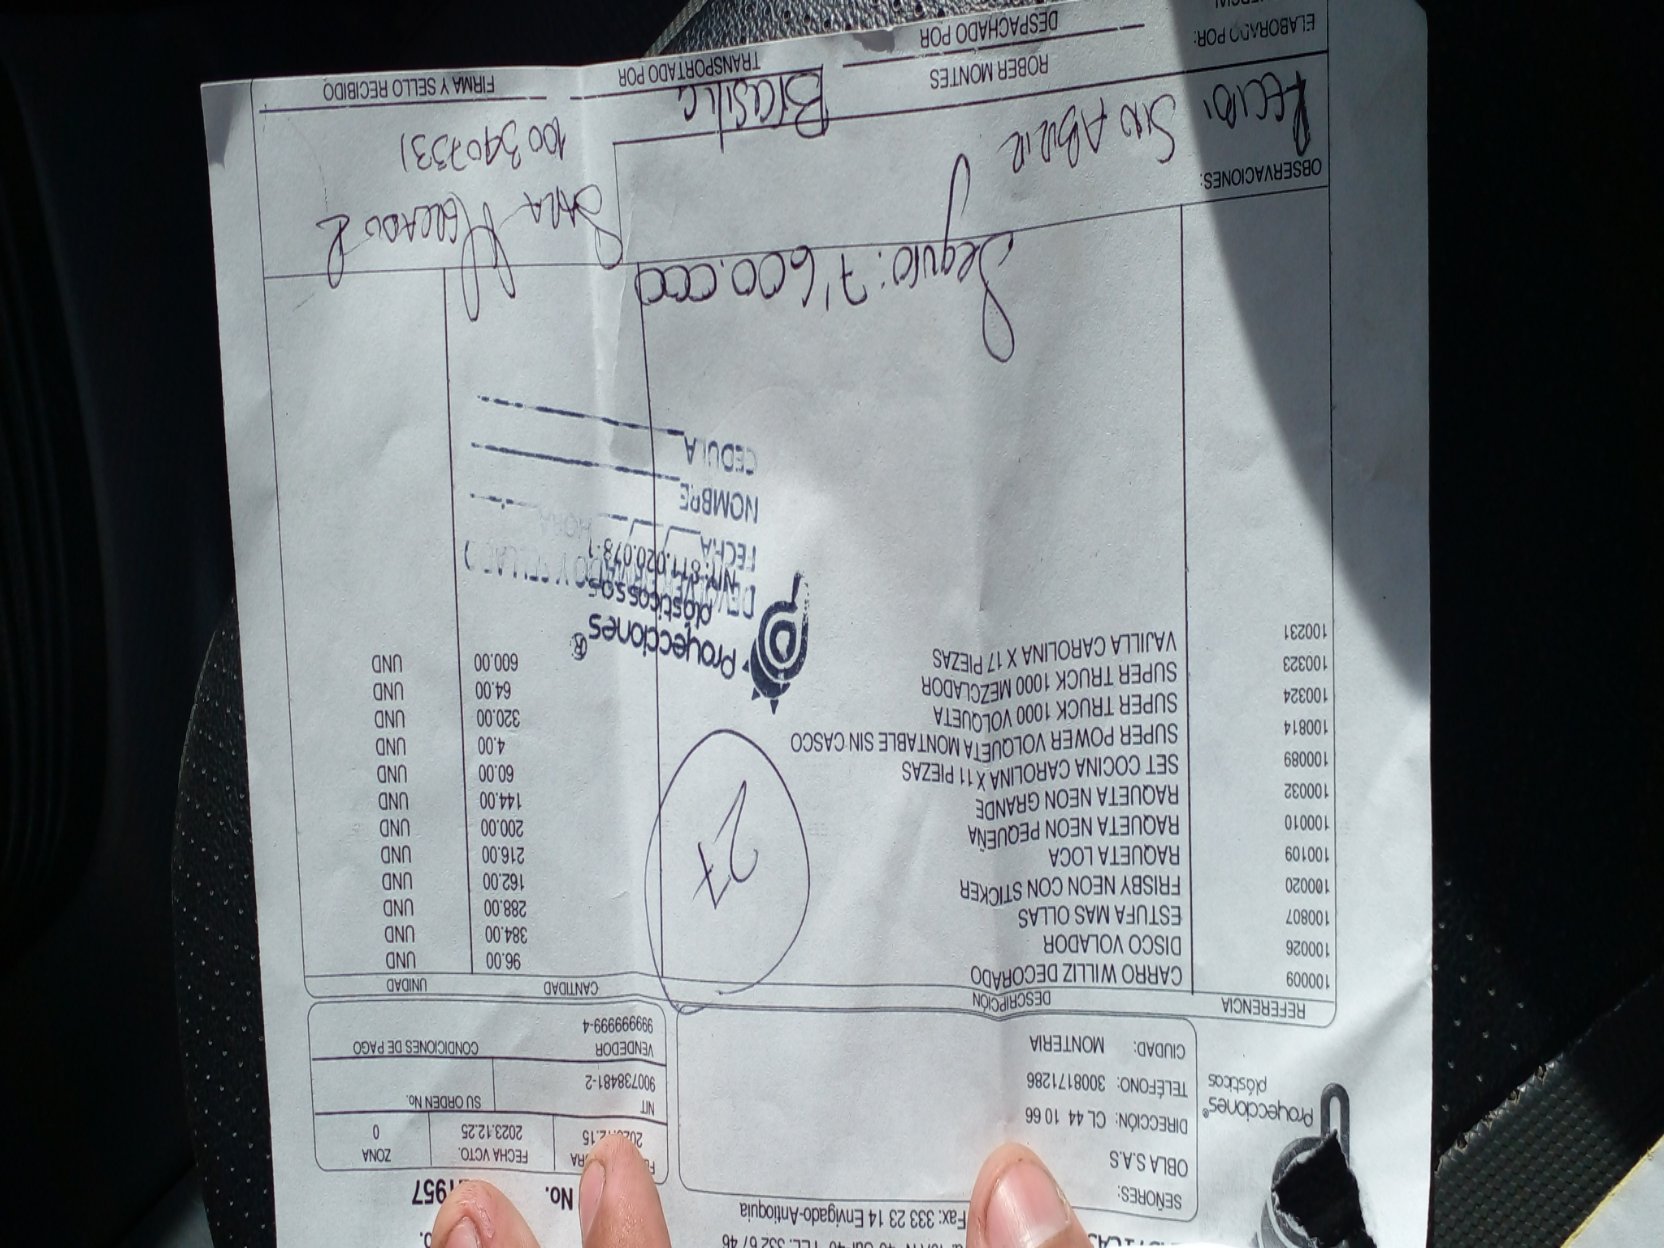 Fax: 333 23 14 Envigado-Antioquia
No.
1957
Proyecciones®
plásticos
SEÑORES:
OBLA S.A.S
DIRECCIÓN: CL 44 10 66
TELÉFONO: 3008171286
CIUDAD: MONTERIA
FECHA VCTO.
2023.12.25
ZONA
0
NIT
900738481-2
SU ORDEN No.
VENDEDOR
99999999-4
CONDICIONES DE PAGO
REFERENCIA DESCRIPCIÓN CANTIDAD UNIDAD
100009 CARRO WILLIZ DECORADO 96.00 UND
100026 DISCO VOLADOR 384.00 UND
100807 ESTUFA MAS OLLAS 288.00 UND
100020 FRISBY NEON CON STICKER 162.00 UND
100109 RAQUETA LOCA 216.00 UND
100010 RAQUETA NEON PEQUEÑA 200.00 UND
100032 RAQUETA NEON GRANDE 144.00 UND
100089 SET COCINA CAROLINA X 11 PIEZAS 60.00 UND
100814 SUPER POWER VOLQUETA MONTABLE SIN CASCO 4.00 UND
100324 SUPER TRUCK 1000 VOLQUETA 320.00 UND
100323 SUPER TRUCK 1000 MEZCLADOR 64.00 UND
100231 VAJILLA CAROLINA X 17 PIEZAS 600.00 UND
27
Proyecciones®
plásticos s.a.s
NIT: 811.020.078-1
FECHA
HORA
NOMBRE
CEDULA
Seguro: 7'600.000
OBSERVACIONES:
Recibi Sin Abrir
Sara Mercado R
1003407331
Brasilia
ROBER MONTES
ELABORADO POR:
DESPACHADO POR
TRANSPORTADO POR
FIRMA Y SELLO RECIBIDO